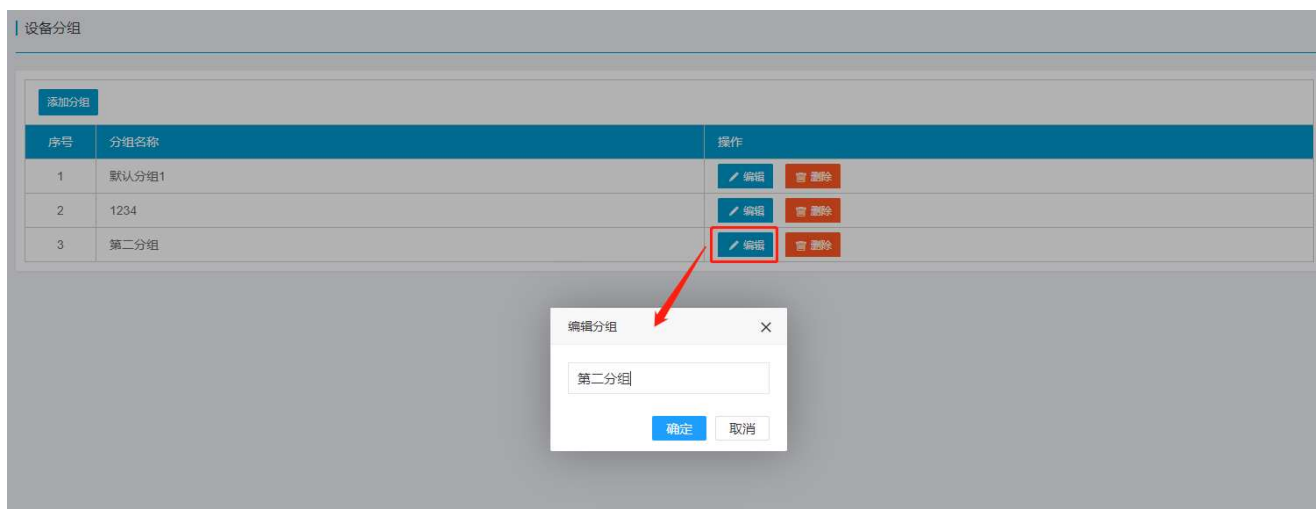 设备分组
添加分组
序号 分组名称 操作
1 默认分组1 编辑 删除
2 1234 编辑 删除
3 第二分组 编辑 删除
编辑分组
第二分组
确定 取消